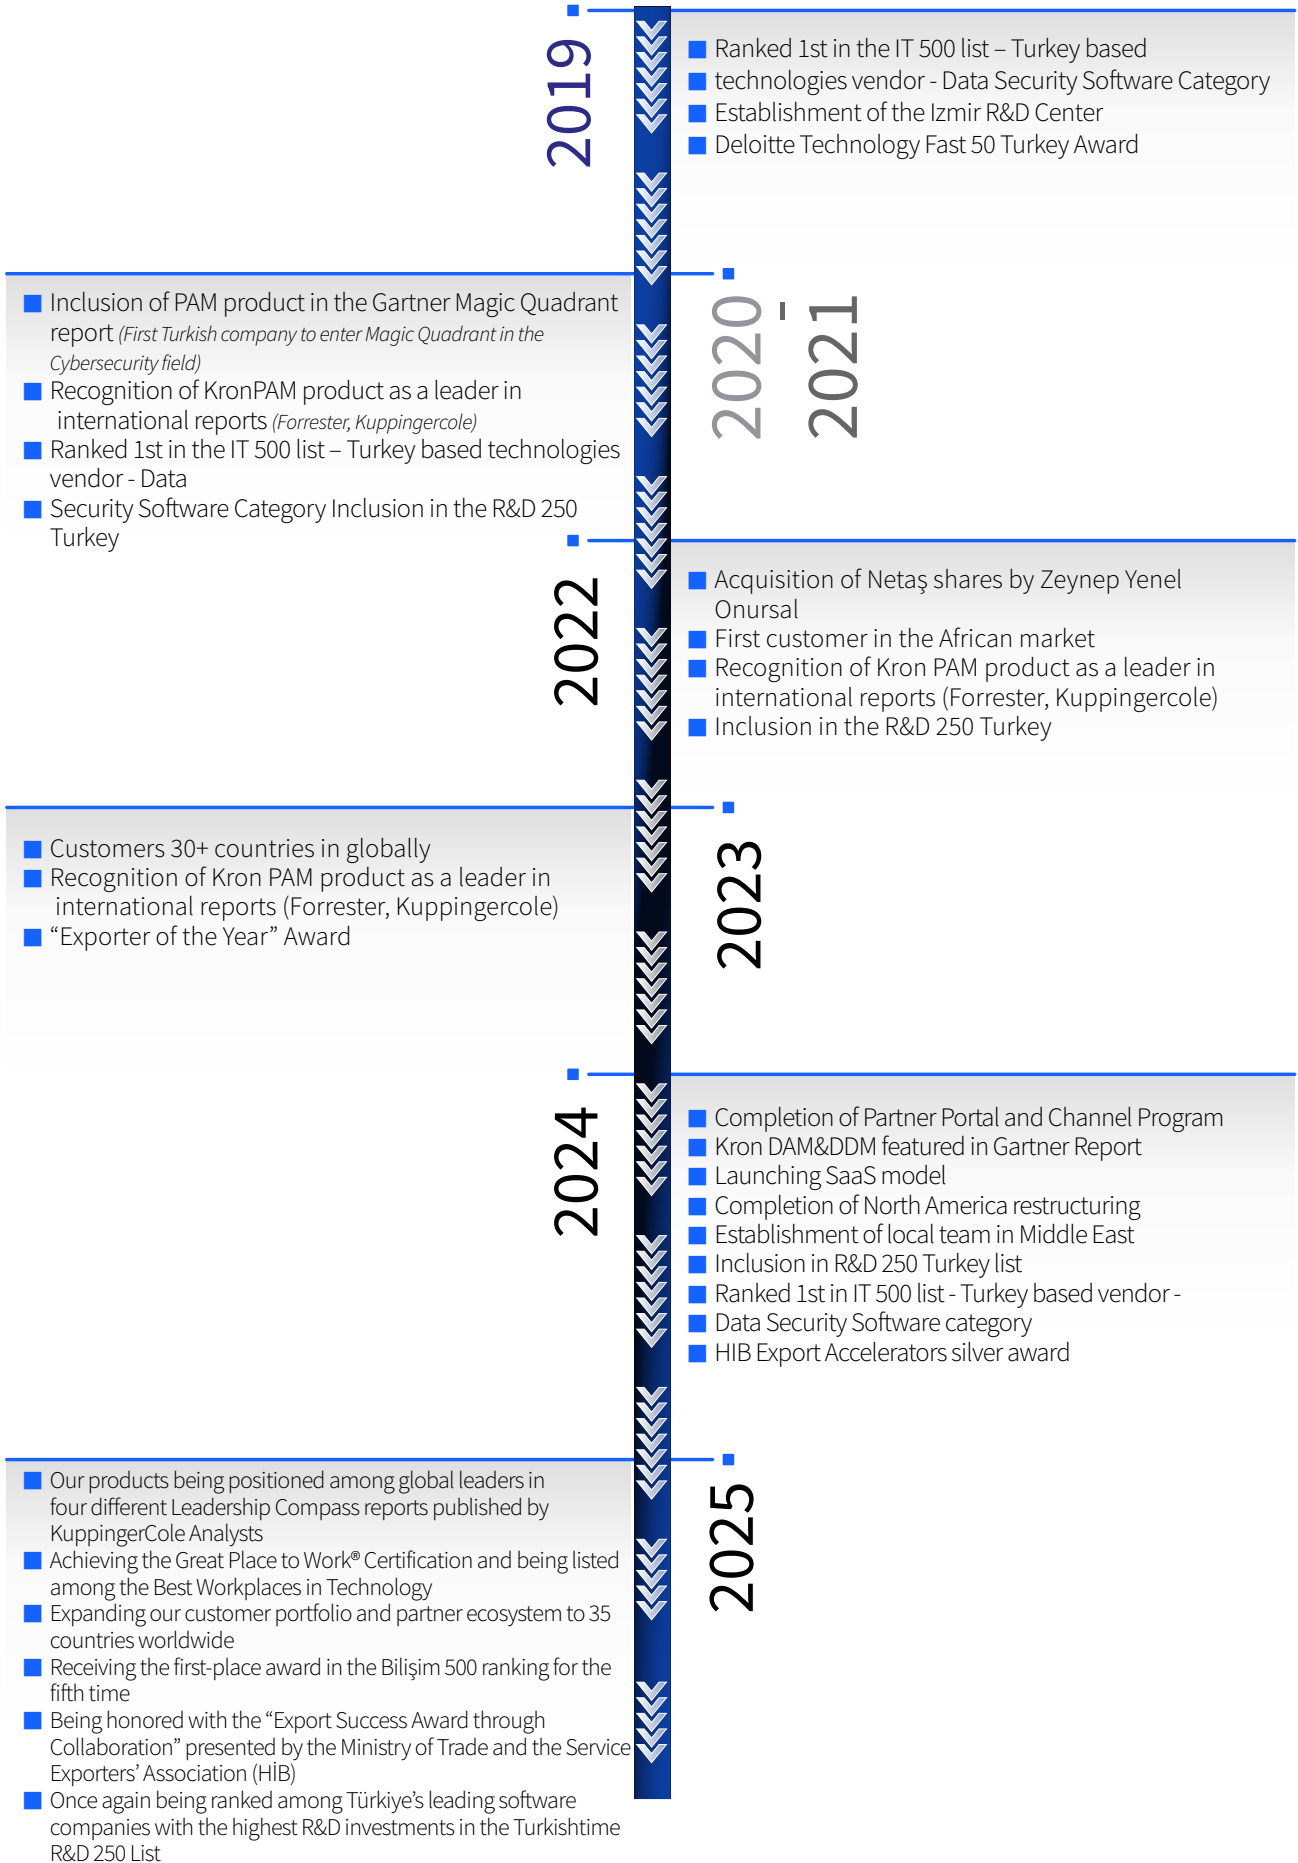 2019
Ranked 1st in the IT 500 list – Turkey based
technologies vendor - Data Security Software Category
Establishment of the Izmir R&D Center
Deloitte Technology Fast 50 Turkey Award
2020
-
2021
Inclusion of PAM product in the Gartner Magic Quadrant
report (First Turkish company to enter Magic Quadrant in the
Cybersecurity field)
Recognition of KronPAM product as a leader in
international reports (Forrester, Kuppingercole)
Ranked 1st in the IT 500 list – Turkey based technologies
vendor - Data
Security Software Category Inclusion in the R&D 250
Turkey
2022
Acquisition of Netaş shares by Zeynep Yenel
Onursal
First customer in the African market
Recognition of Kron PAM product as a leader in
international reports (Forrester, Kuppingercole)
Inclusion in the R&D 250 Turkey
2023
Customers 30+ countries in globally
Recognition of Kron PAM product as a leader in
international reports (Forrester, Kuppingercole)
“Exporter of the Year” Award
2024
Completion of Partner Portal and Channel Program
Kron DAM&DDM featured in Gartner Report
Launching SaaS model
Completion of North America restructuring
Establishment of local team in Middle East
Inclusion in R&D 250 Turkey list
Ranked 1st in IT 500 list - Turkey based vendor -
Data Security Software category
HIB Export Accelerators silver award
2025
Our products being positioned among global leaders in
four different Leadership Compass reports published by
KuppingerCole Analysts
Achieving the Great Place to Work® Certification and being listed
among the Best Workplaces in Technology
Expanding our customer portfolio and partner ecosystem to 35
countries worldwide
Receiving the first-place award in the Bilişim 500 ranking for the
fifth time
Being honored with the “Export Success Award through
Collaboration” presented by the Ministry of Trade and the Service
Exporters’ Association (HİB)
Once again being ranked among Türkiye’s leading software
companies with the highest R&D investments in the Turkishtime
R&D 250 List